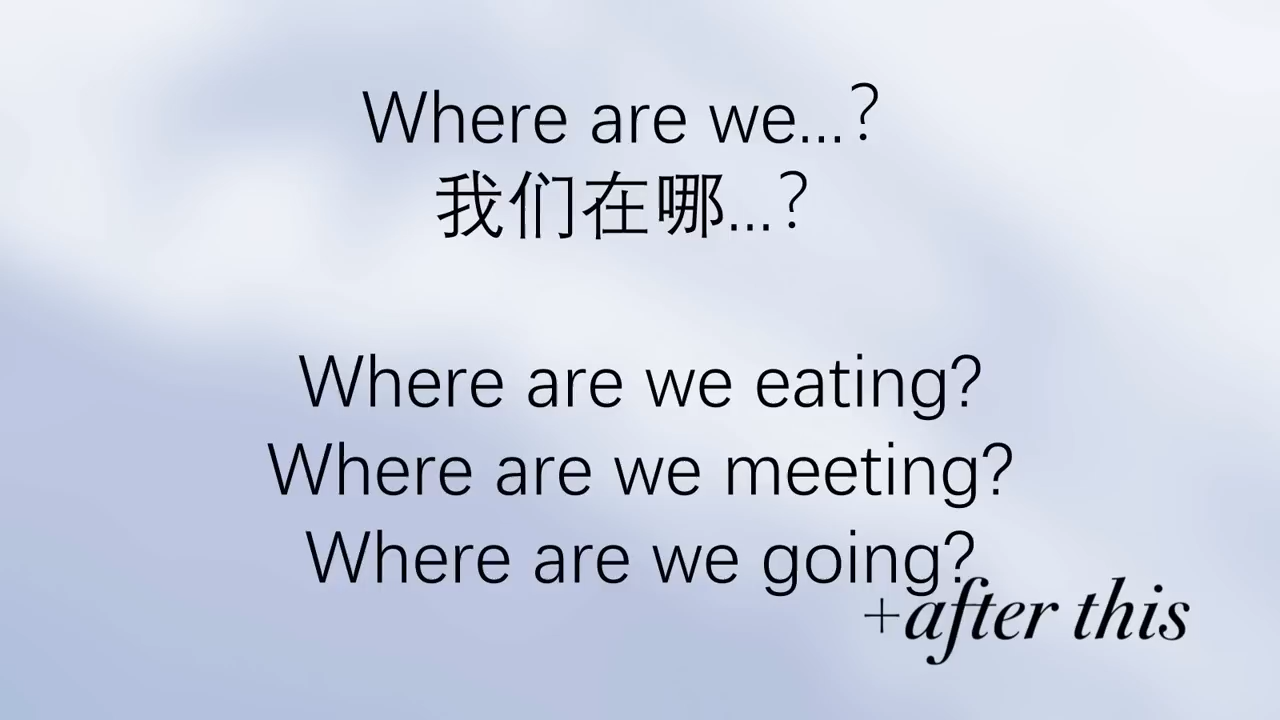 Where are we...?
我们在哪...?
Where are we eating?
Where are we meeting?
Where are we going?
+after this